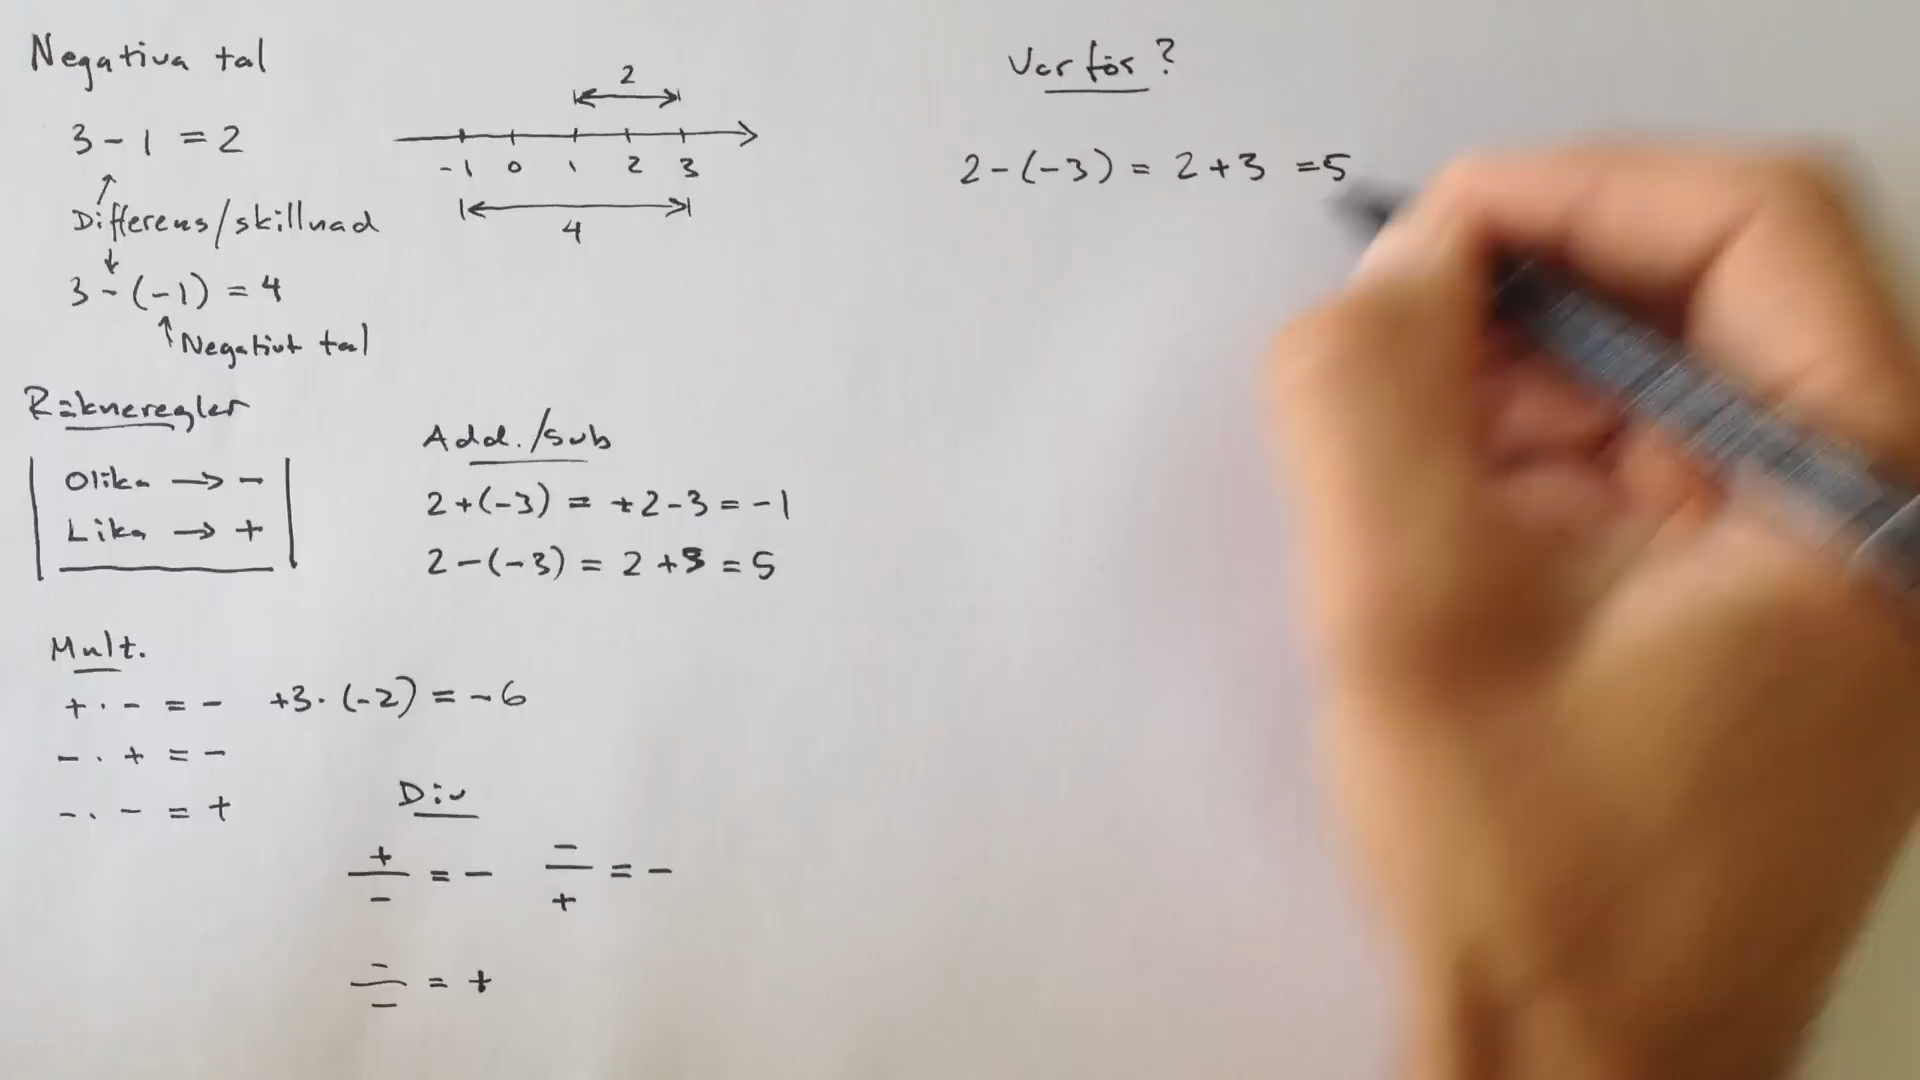 Negativa tal
3 - 1 = 2
Differens/skillnad
3 - (-1) = 4
Negativt tal
2
-1 0 1 2 3
4
Räkneregler
Olika → -
Lika → +
Add./sub
2+(-3) = +2-3 = -1
2-(-3) = 2+3 = 5
Mult.
+ · - = - +3·(-2) = -6
- · + = -
- · - = +
Div
+/- = - -/+ = -
-/- = +
Varför?
2-(-3) = 2+3 =5